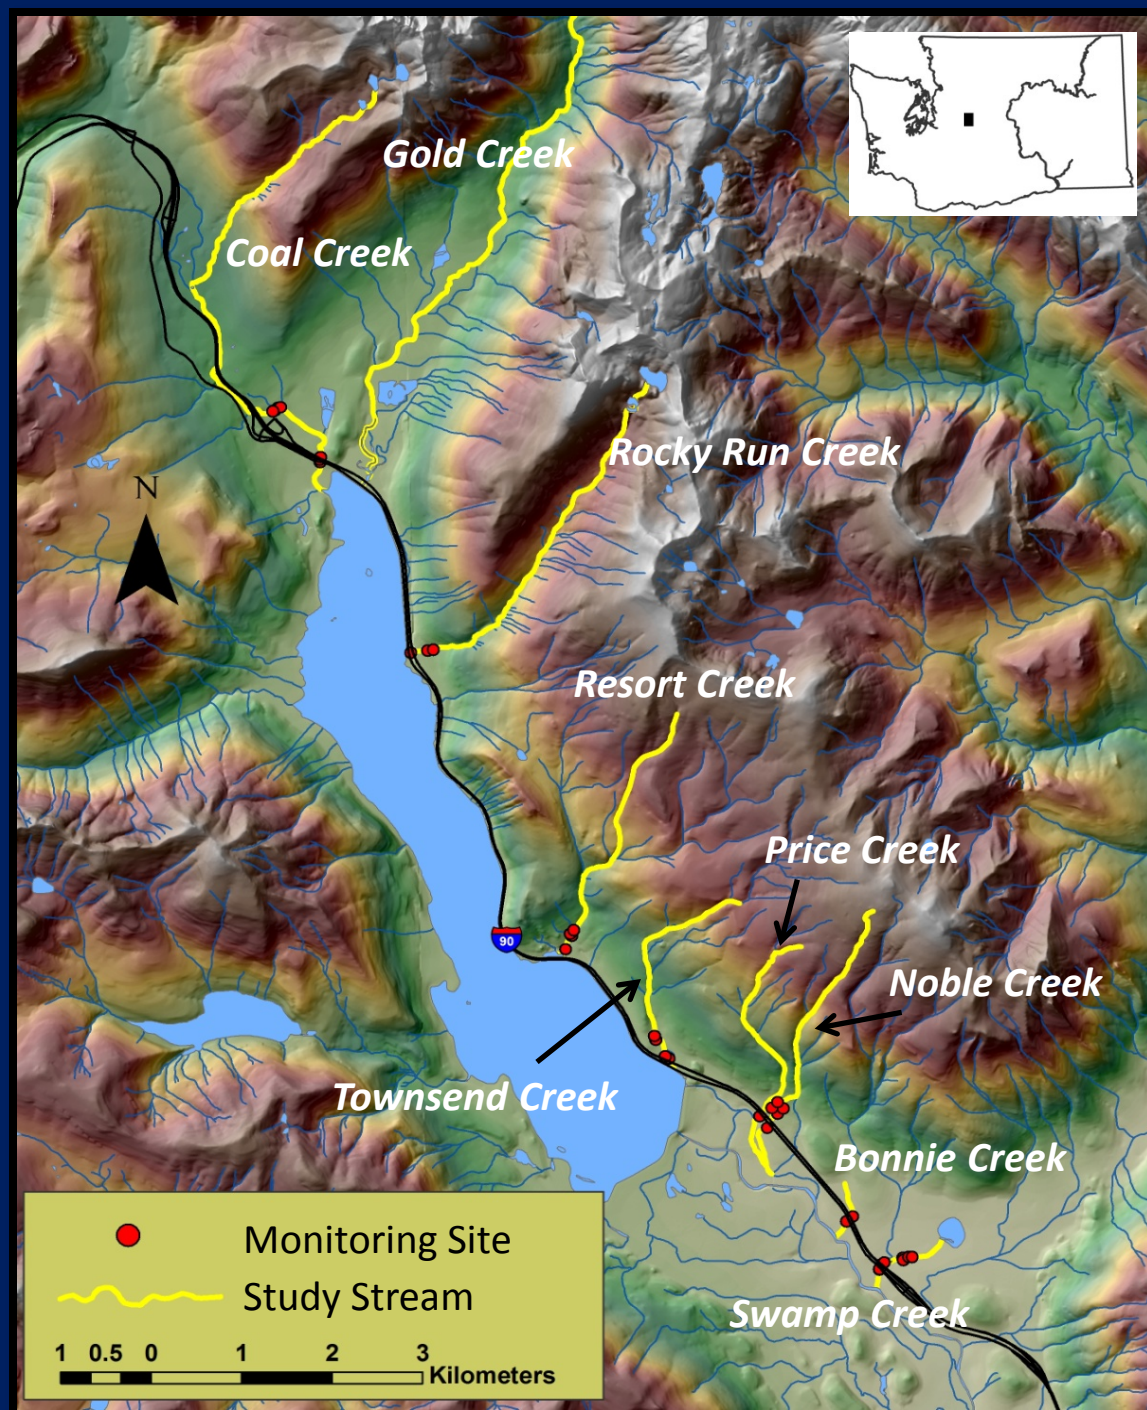 Gold Creek
Coal Creek
Rocky Run Creek
N
Resort Creek
Price Creek
90
Noble Creek
Townsend Creek
Bonnie Creek
Monitoring Site
Study Stream
Swamp Creek
1 0.5 0 1 2 3
Kilometers